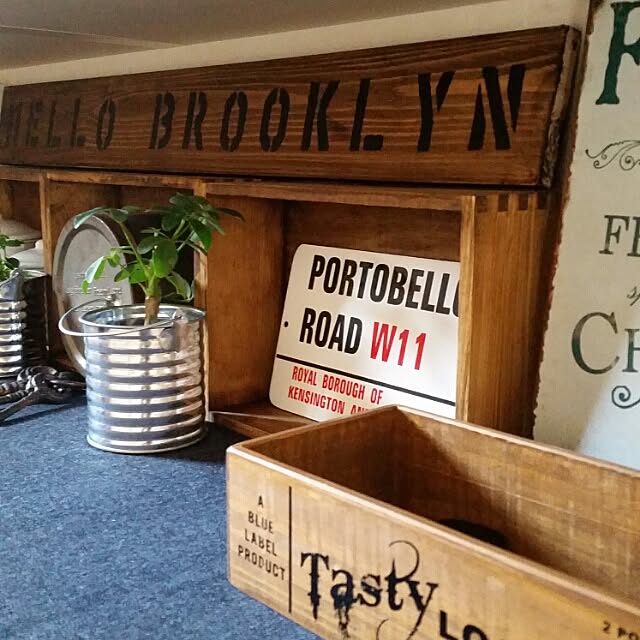 HELLO BROOKLYN
PORTOBELLO
ROAD W11
ROYAL BOROUGH OF
KENSINGTON
A
BLUE
LABEL
PRODUCT
Tasty